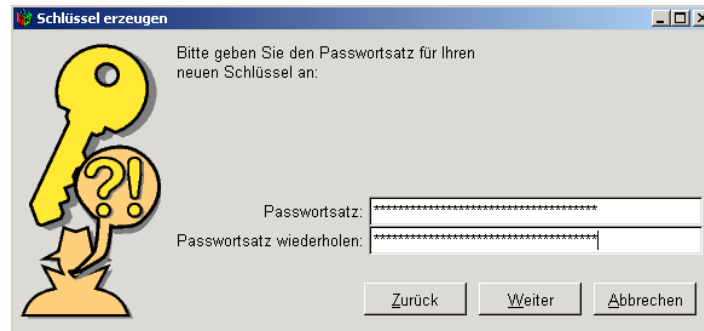 Schlüssel erzeugen
Bitte geben Sie den Passwortsatz für Ihren
neuen Schlüssel an:
?!
Passwortsatz: *************************************
Passwortsatz wiederholen: *************************************
Zurück Weiter Abbrechen